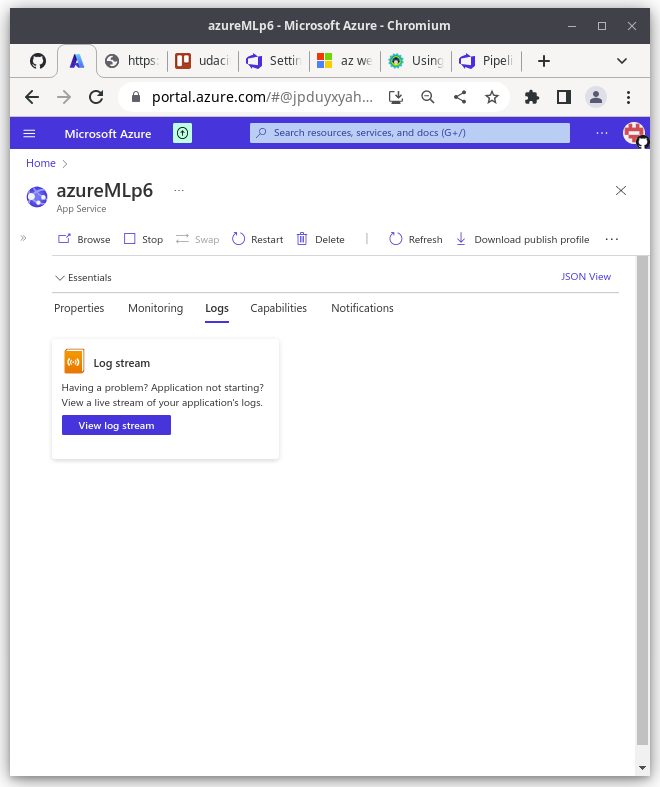 azureMLp6 - Microsoft Azure - Chromium
https:
udaci
Settin
az we
Using
Pipeli
portal.azure.com/#@jpduyxyah...
Microsoft Azure
Search resources, services, and docs (G+/)
Home
azureMLp6
App Service
Browse
Stop
Swap
Restart
Delete
Refresh
Download publish profile
Essentials
JSON View
Properties
Monitoring
Logs
Capabilities
Notifications
Log stream
Having a problem? Application not starting?
View a live stream of your application's logs.
View log stream